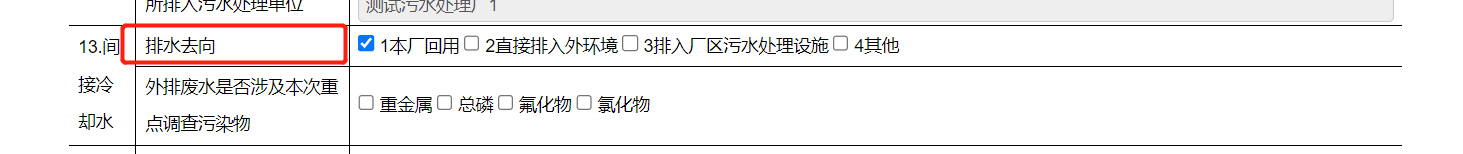 所排入污水处理单位
测试污水处理厂1
13.间
接冷
却水
排水去向
1本厂回用 2直接排入外环境 3排入厂区污水处理设施 4其他
外排废水是否涉及本次重
点调查污染物
重金属 总磷 氟化物 氯化物